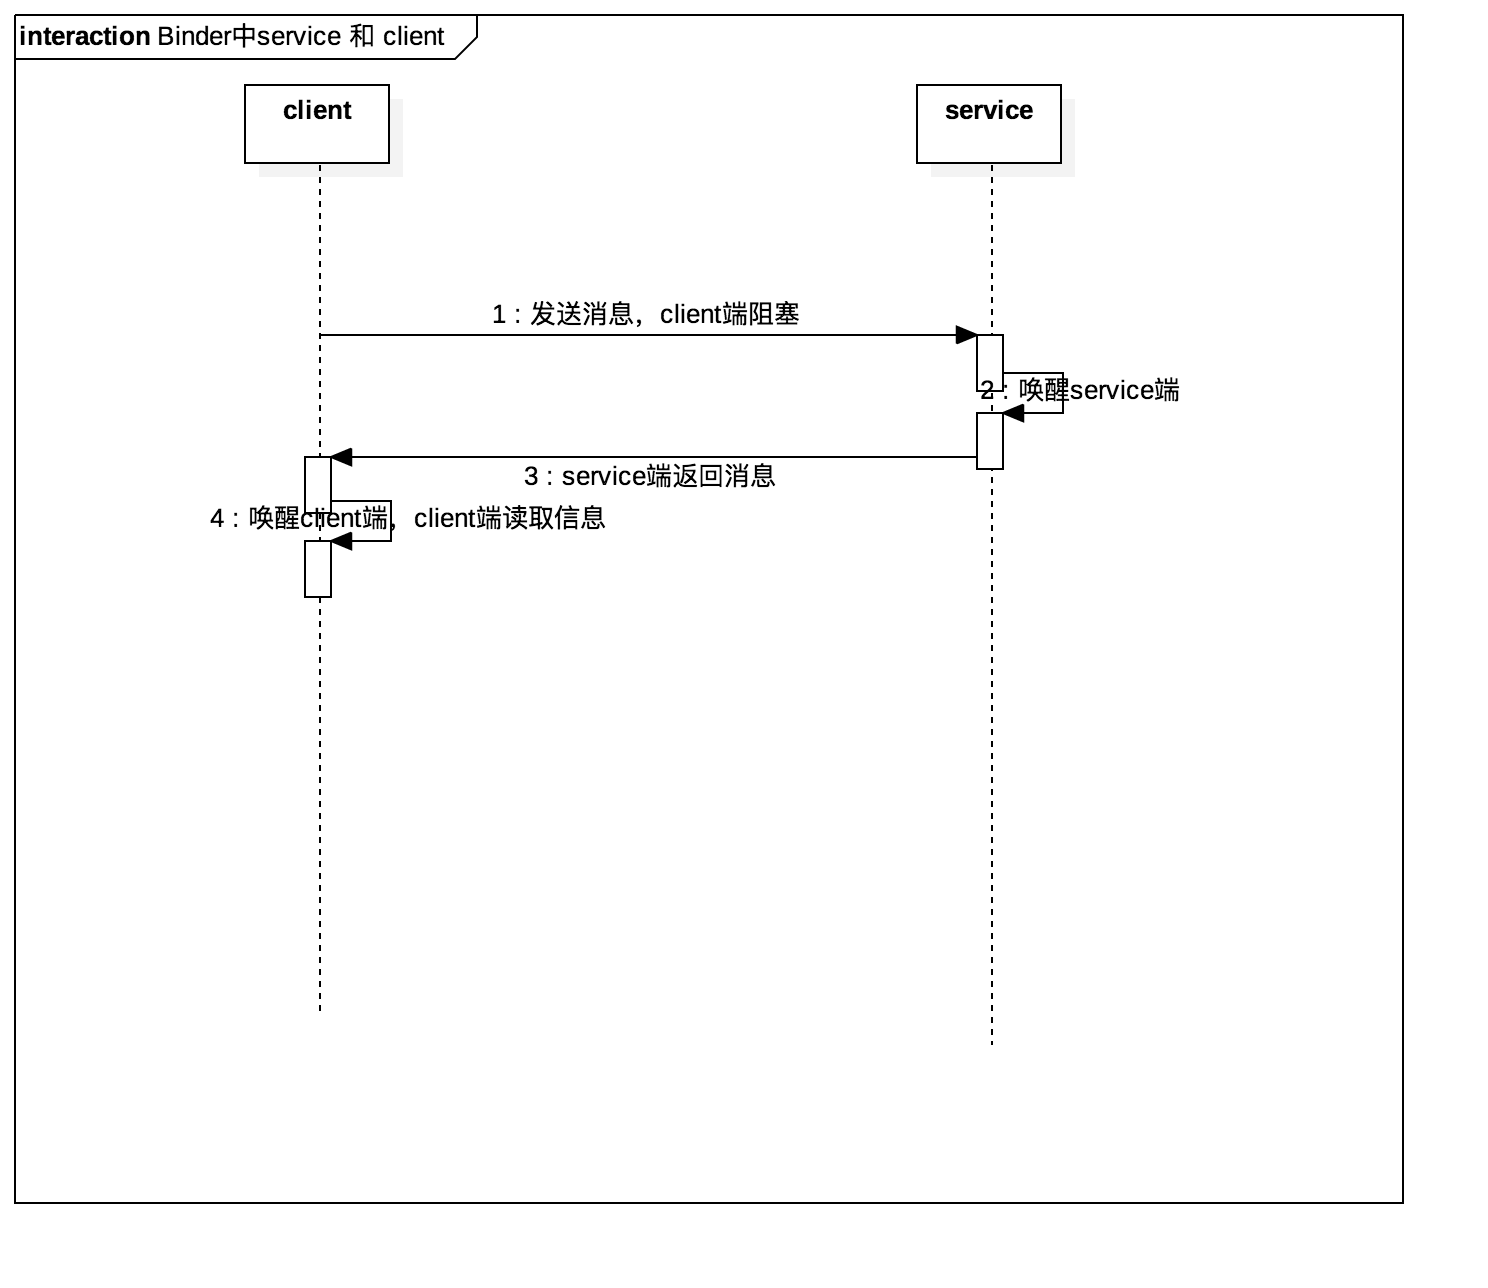 interaction Binder中service 和 client
client
service
1 : 发送消息，client端阻塞
2 : 唤醒service端
3 : service端返回消息
4 : 唤醒client端，client端读取信息